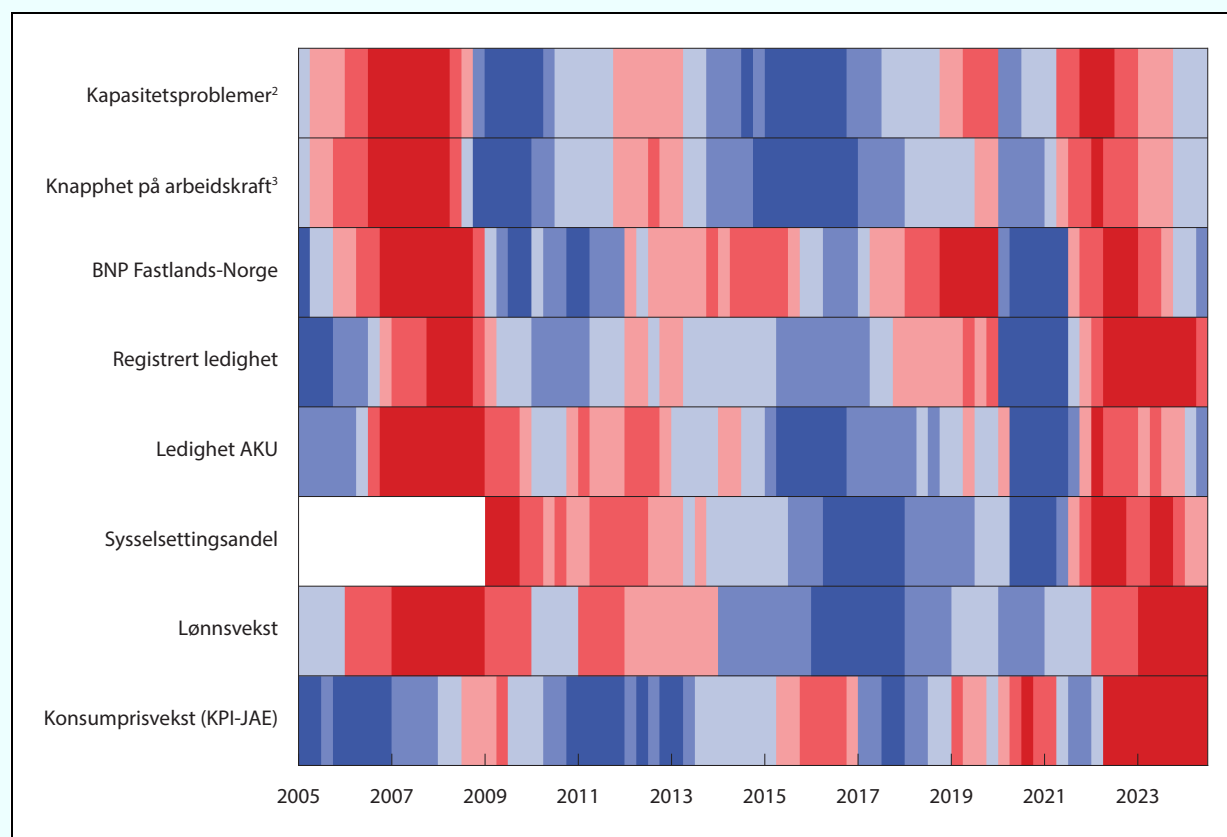 Kapasitetsproblemer²
Knapphet på arbeidskraft³
BNP Fastlands-Norge
Registrert ledighet
Ledighet AKU
Sysselsettingsandel
Lønnsvekst
Konsumprisvekst (KPI-JAE)
2005 2007 2009 2011 2013 2015 2017 2019 2021 2023